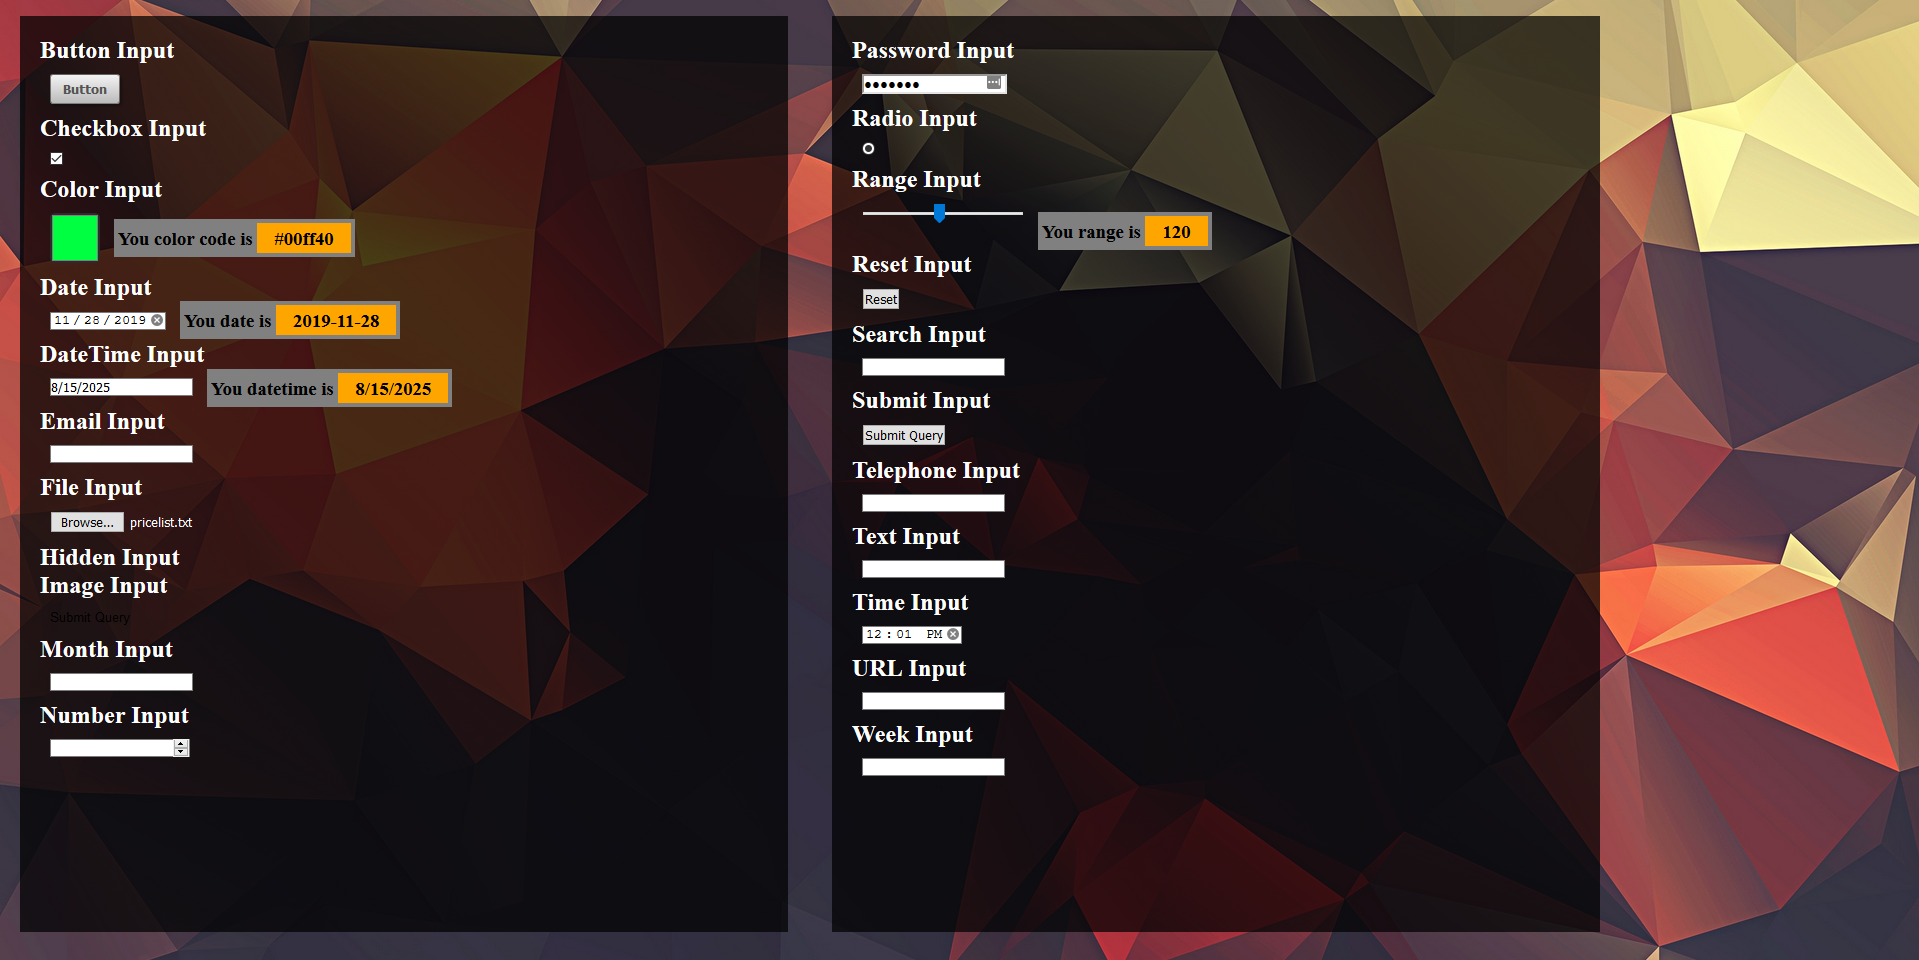 Button Input
Button
Checkbox Input
Color Input
You color code is #00ff40
Date Input
11 / 28 / 2019
You date is 2019-11-28
DateTime Input
8/15/2025
You datetime is 8/15/2025
Email Input
File Input
Browse... pricelist.txt
Hidden Input
Image Input
Submit Query
Month Input
Number Input
Password Input
•••••••
Radio Input
Range Input
You range is 120
Reset Input
Reset
Search Input
Submit Input
Submit Query
Telephone Input
Text Input
Time Input
12 : 01 PM
URL Input
Week Input